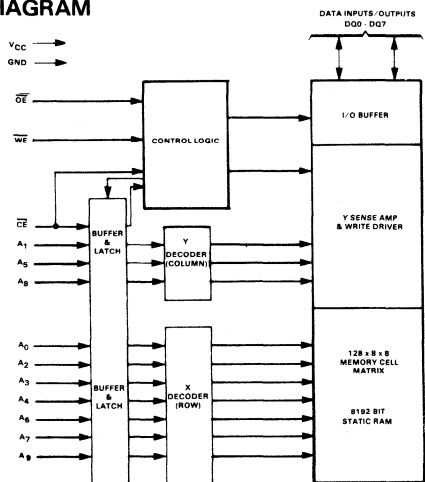 IAGRAM
DATA INPUTS/OUTPUTS
DQ0 - DQ7
VCC
GND
OE
WE
CE
A1
A5
A8
A0
A2
A3
A4
A6
A7
A9
CONTROL LOGIC
BUFFER
&
LATCH
Y
DECODER
(COLUMN)
BUFFER
&
LATCH
X
DECODER
(ROW)
I/O BUFFER
Y SENSE AMP
& WRITE DRIVER
128 x 8 x 8
MEMORY CELL
MATRIX
8192 BIT
STATIC RAM